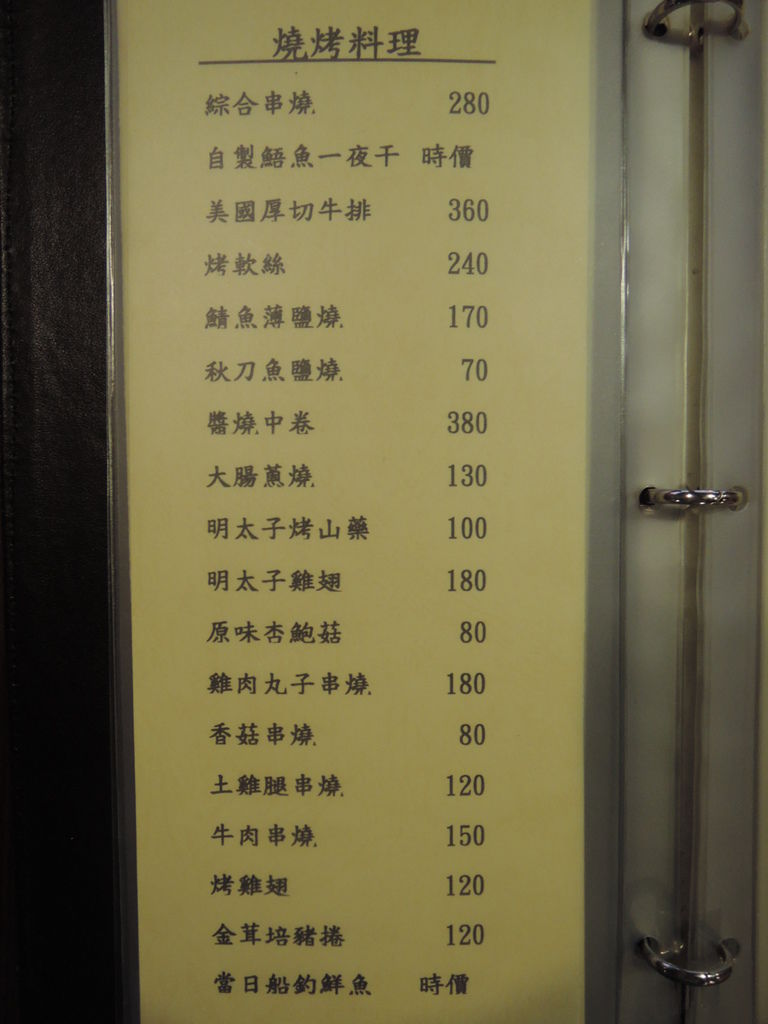 燒烤料理
綜合串燒 280
自製鯃魚一夜干 時價
美國厚切牛排 360
烤軟絲 240
鯖魚薄鹽燒 170
秋刀魚鹽燒 70
醬燒中卷 380
大腸蔥燒 130
明太子烤山藥 100
明太子雞翅 180
原味杏鮑菇 80
雞肉丸子串燒 180
香菇串燒 80
土雞腿串燒 120
牛肉串燒 150
烤雞翅 120
金茸培豬捲 120
當日船釣鮮魚 時價